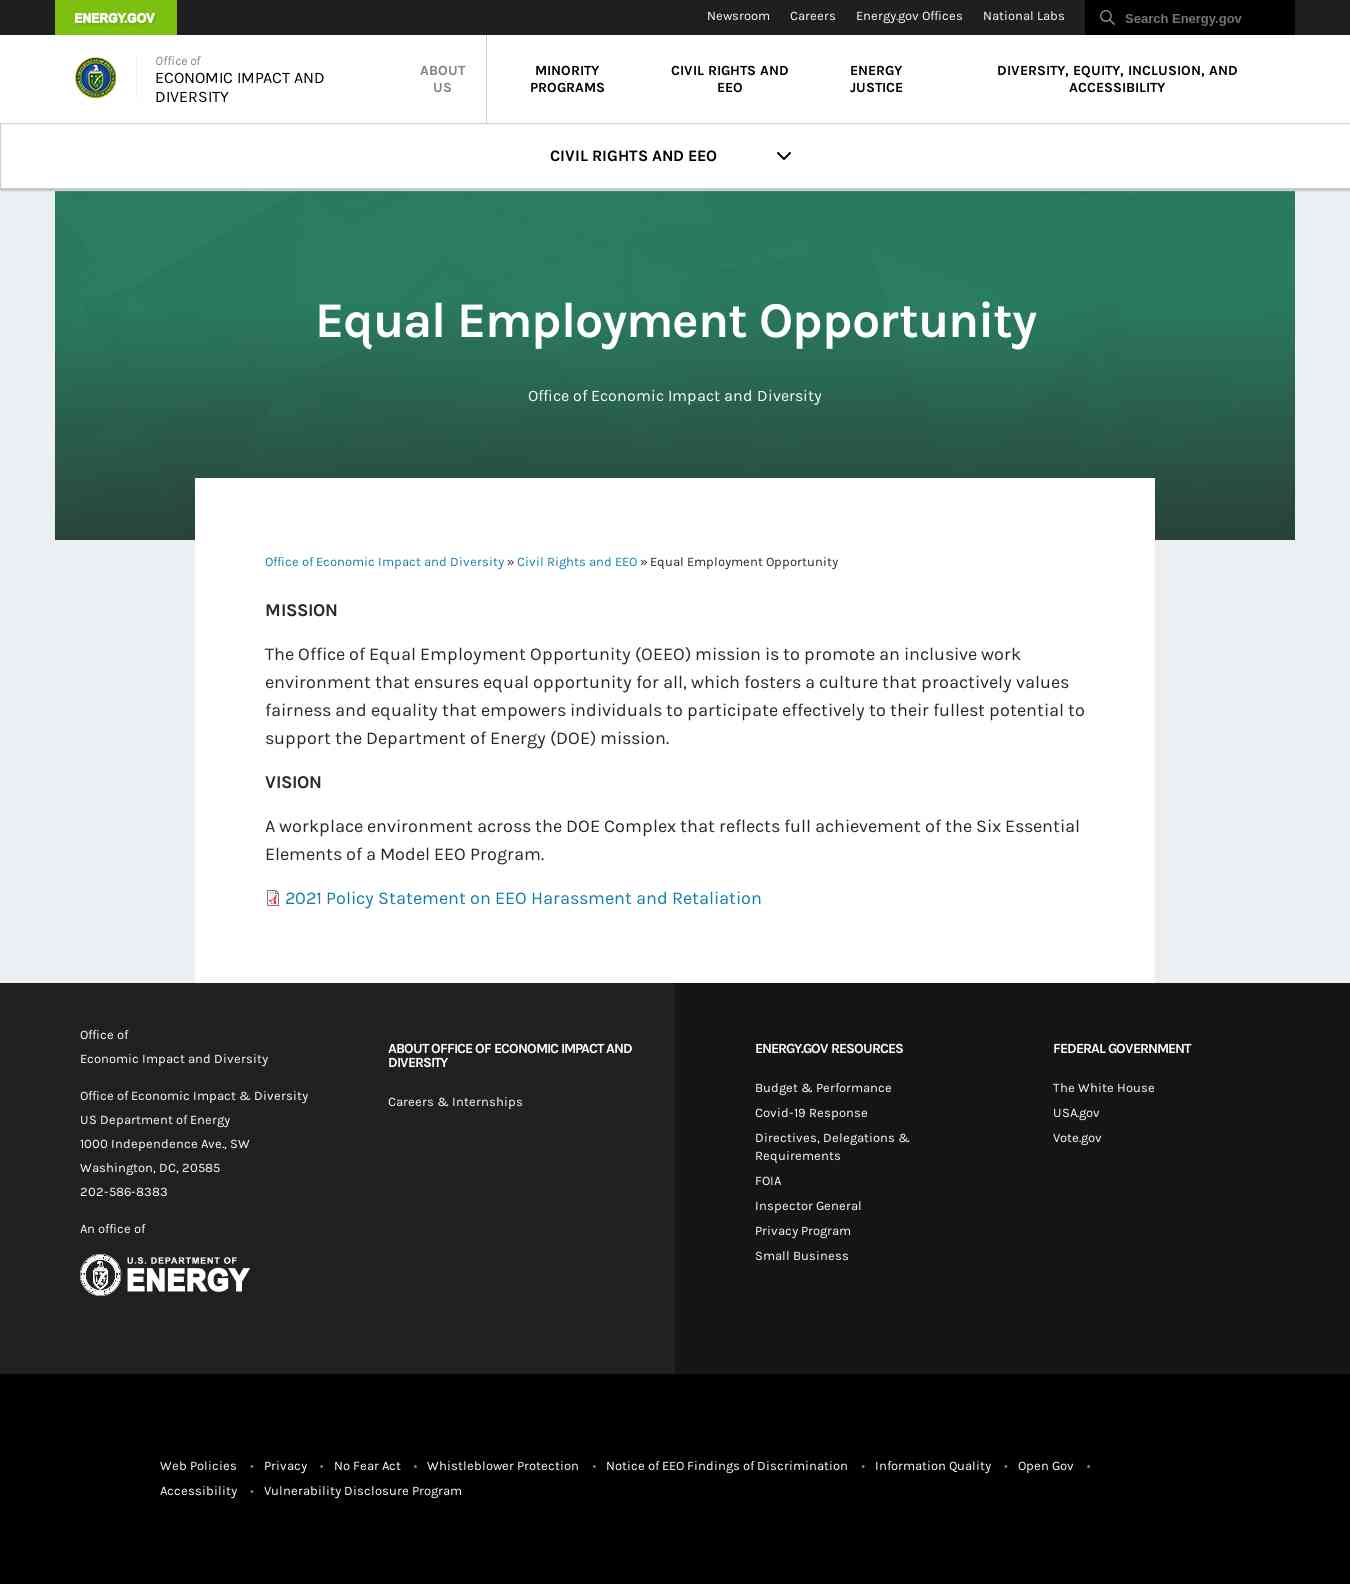 ENERGY.GOV
Newsroom Careers Energy.gov Offices National Labs
Search Energy.gov
Office of
ECONOMIC IMPACT AND
DIVERSITY
ABOUT
US
MINORITY
PROGRAMS
CIVIL RIGHTS AND
EEO
ENERGY
JUSTICE
DIVERSITY, EQUITY, INCLUSION, AND
ACCESSIBILITY
CIVIL RIGHTS AND EEO
Equal Employment Opportunity
Office of Economic Impact and Diversity
Office of Economic Impact and Diversity » Civil Rights and EEO » Equal Employment Opportunity
MISSION
The Office of Equal Employment Opportunity (OEEO) mission is to promote an inclusive work
environment that ensures equal opportunity for all, which fosters a culture that proactively values
fairness and equality that empowers individuals to participate effectively to their fullest potential to
support the Department of Energy (DOE) mission.
VISION
A workplace environment across the DOE Complex that reflects full achievement of the Six Essential
Elements of a Model EEO Program.
2021 Policy Statement on EEO Harassment and Retaliation
Office of
Economic Impact and Diversity
Office of Economic Impact & Diversity
US Department of Energy
1000 Independence Ave., SW
Washington, DC, 20585
202-586-8383
An office of
U.S. DEPARTMENT OF
ENERGY
ABOUT OFFICE OF ECONOMIC IMPACT AND
DIVERSITY
Careers & Internships
ENERGY.GOV RESOURCES
Budget & Performance
Covid-19 Response
Directives, Delegations &
Requirements
FOIA
Inspector General
Privacy Program
Small Business
FEDERAL GOVERNMENT
The White House
USA.gov
Vote.gov
Web Policies • Privacy • No Fear Act • Whistleblower Protection • Notice of EEO Findings of Discrimination • Information Quality • Open Gov •
Accessibility • Vulnerability Disclosure Program